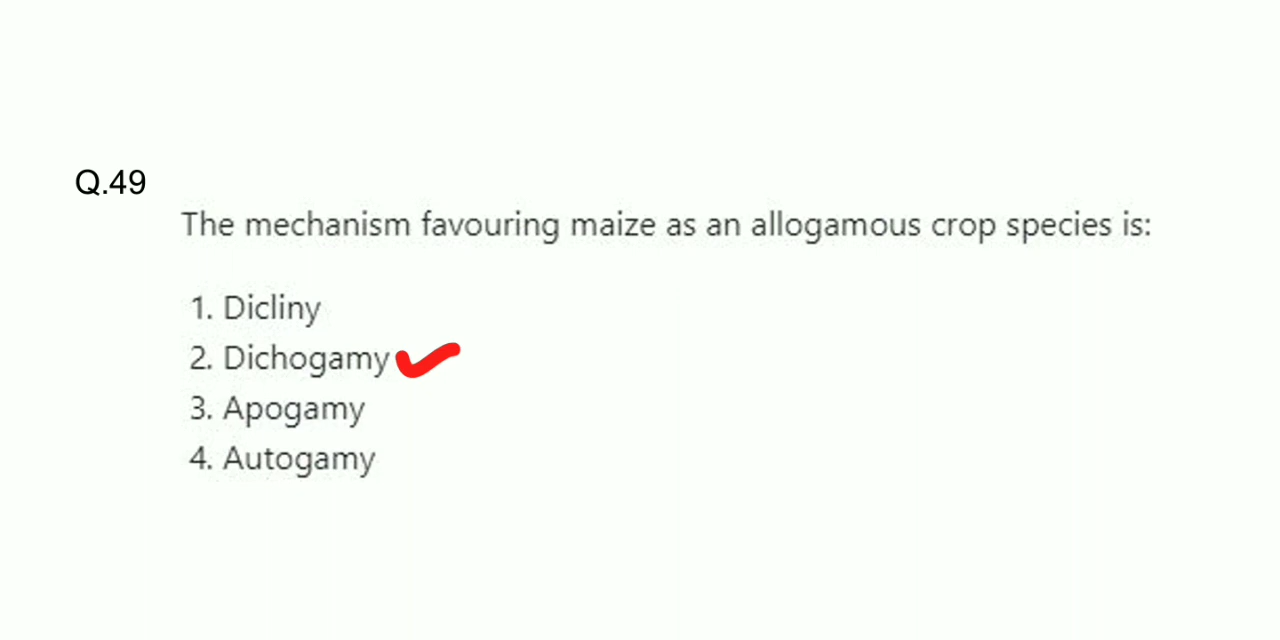 Q.49
The mechanism favouring maize as an allogamous crop species is:
1. Dicliny
2. Dichogamy
3. Apogamy
4. Autogamy